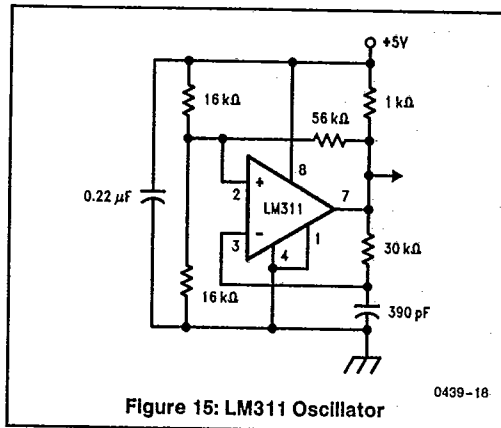 +5V
16 kΩ
1 kΩ
56 kΩ
8
2
+
LM311
7
0.22 μF
3
-
1
4
30 kΩ
16 kΩ
390 pF
0439-18
Figure 15: LM311 Oscillator